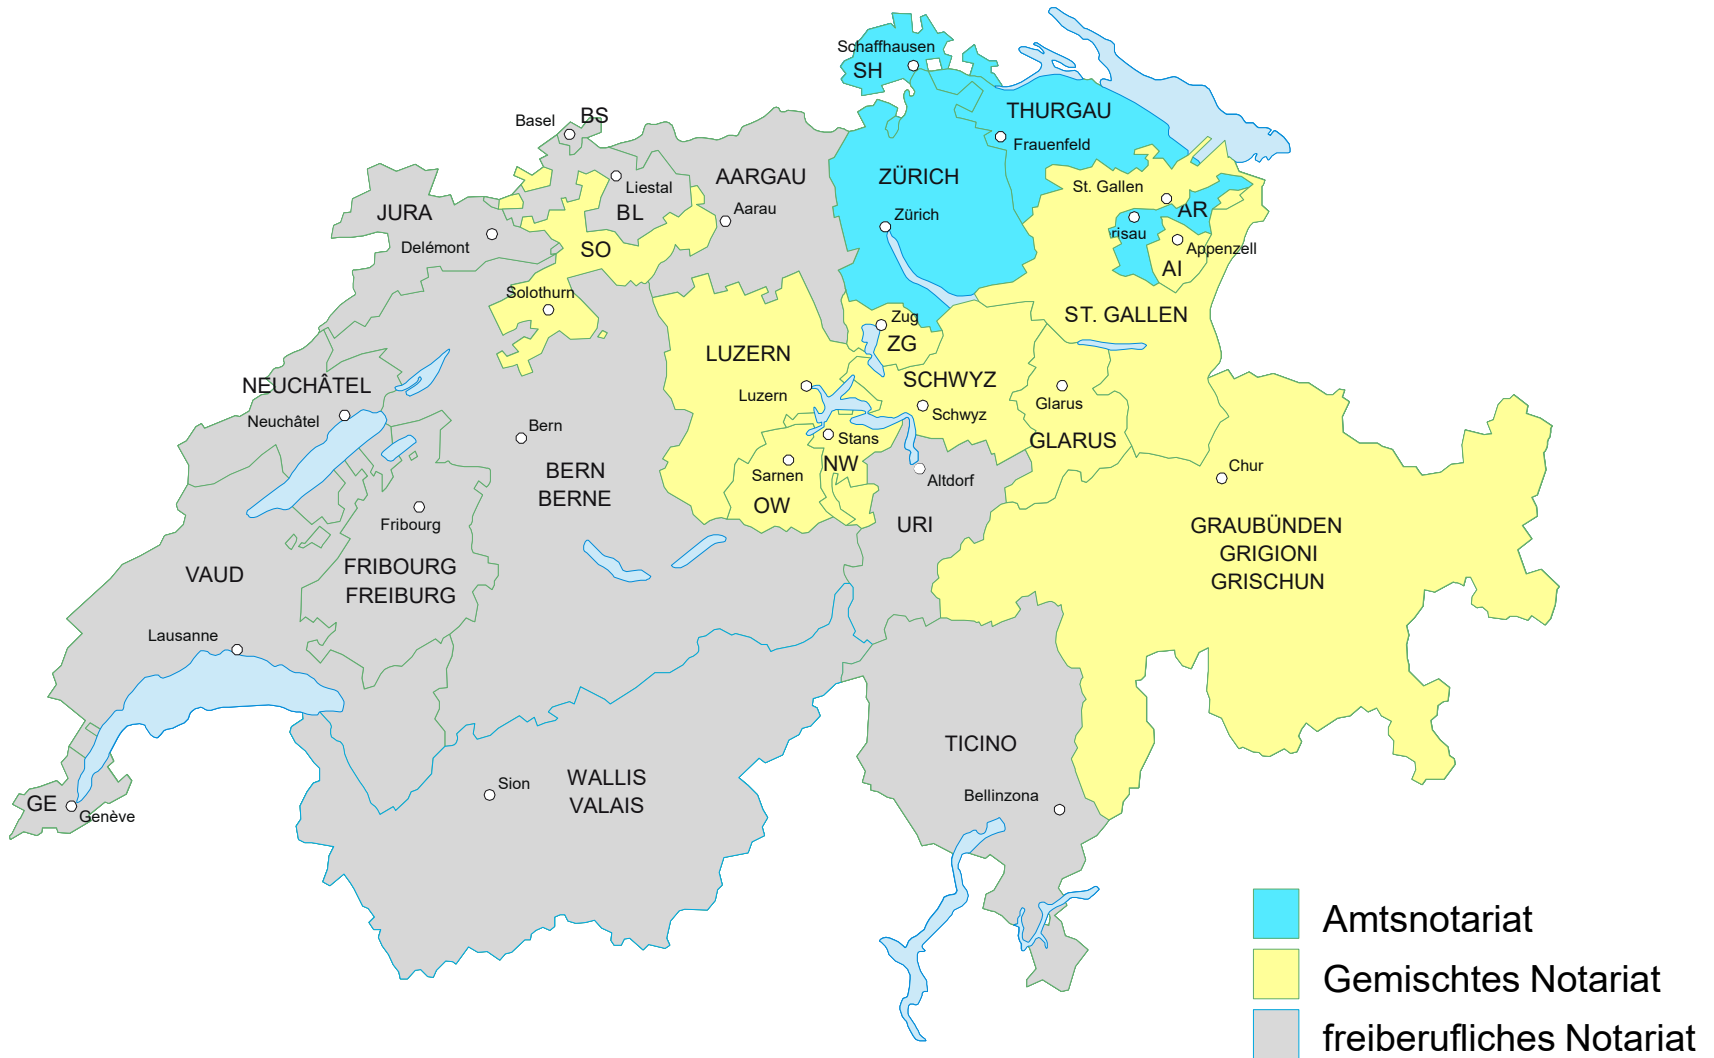 Schaffhausen
SH
THURGAU
Frauenfeld
BS
Basel
AARGAU
ZÜRICH
St. Gallen
Liestal
BL
Aarau
Zürich
AR
risau
Appenzell
AI
JURA
Delémont
SO
Solothurn
Zug
ZG
ST. GALLEN
LUZERN
Luzern
SCHWYZ
Schwyz
Glarus
GLARUS
NEUCHÂTEL
Neuchâtel
Bern
BERN
BERNE
Stans
NW
Sarnen
OW
Altdorf
URI
Chur
GRAUBÜNDEN
GRIGIONI
GRISCHUN
Fribourg
FRIBOURG
FREIBURG
VAUD
Lausanne
TICINO
Bellinzona
Sion
WALLIS
VALAIS
GE
Genève
Amtsnotariat
Gemischtes Notariat
freiberufliches Notariat